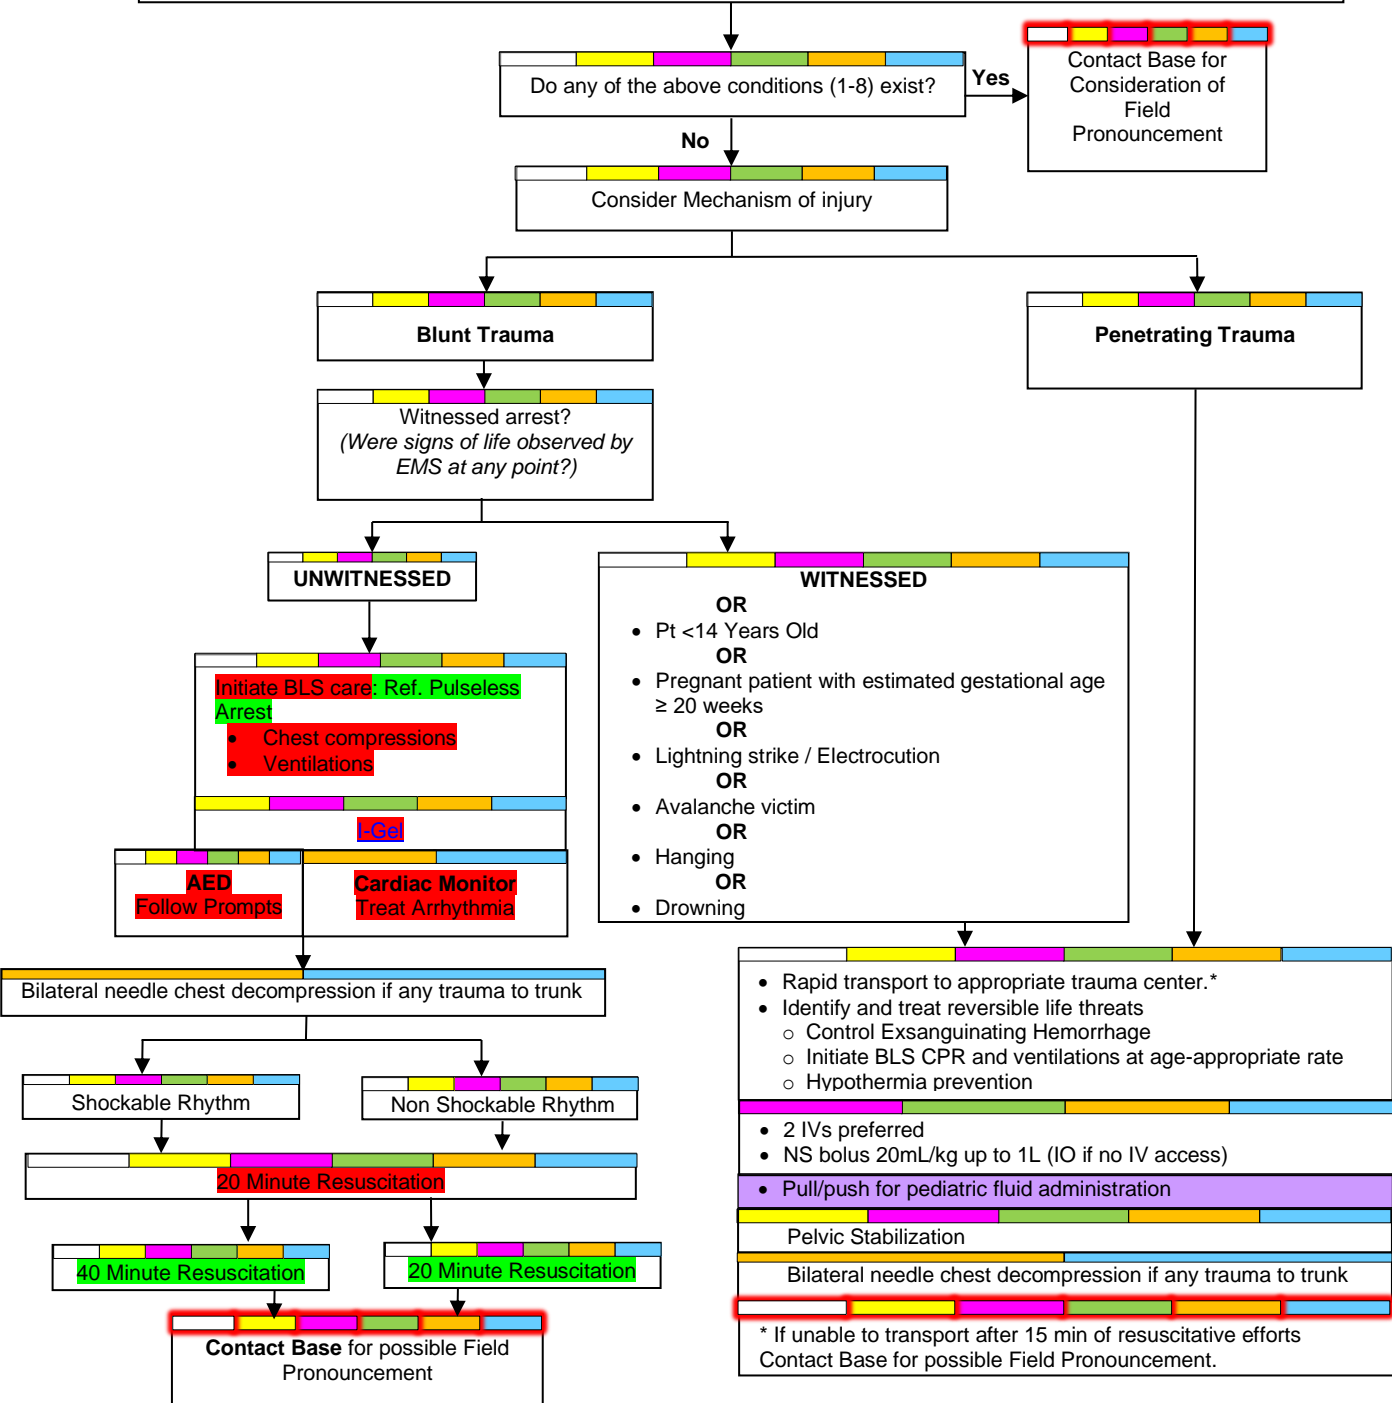 Do any of the above conditions (1-8) exist?
Yes
Contact Base for
Consideration of
Field
Pronouncement
No
Consider Mechanism of injury
Blunt Trauma
Penetrating Trauma
Witnessed arrest?
(Were signs of life observed by
EMS at any point?)
UNWITNESSED
WITNESSED
OR
• Pt <14 Years Old
OR
• Pregnant patient with estimated gestational age
≥ 20 weeks
OR
• Lightning strike / Electrocution
OR
• Avalanche victim
OR
• Hanging
OR
• Drowning
Initiate BLS care: Ref. Pulseless
Arrest
• Chest compressions
• Ventilations
I-Gel
AED
Follow Prompts
Cardiac Monitor
Treat Arrhythmia
Bilateral needle chest decompression if any trauma to trunk
Shockable Rhythm
Non Shockable Rhythm
20 Minute Resuscitation
40 Minute Resuscitation
20 Minute Resuscitation
Contact Base for possible Field
Pronouncement
• Rapid transport to appropriate trauma center.*
• Identify and treat reversible life threats
o Control Exsanguinating Hemorrhage
o Initiate BLS CPR and ventilations at age-appropriate rate
o Hypothermia prevention
• 2 IVs preferred
• NS bolus 20mL/kg up to 1L (IO if no IV access)
• Pull/push for pediatric fluid administration
Pelvic Stabilization
Bilateral needle chest decompression if any trauma to trunk
* If unable to transport after 15 min of resuscitative efforts
Contact Base for possible Field Pronouncement.